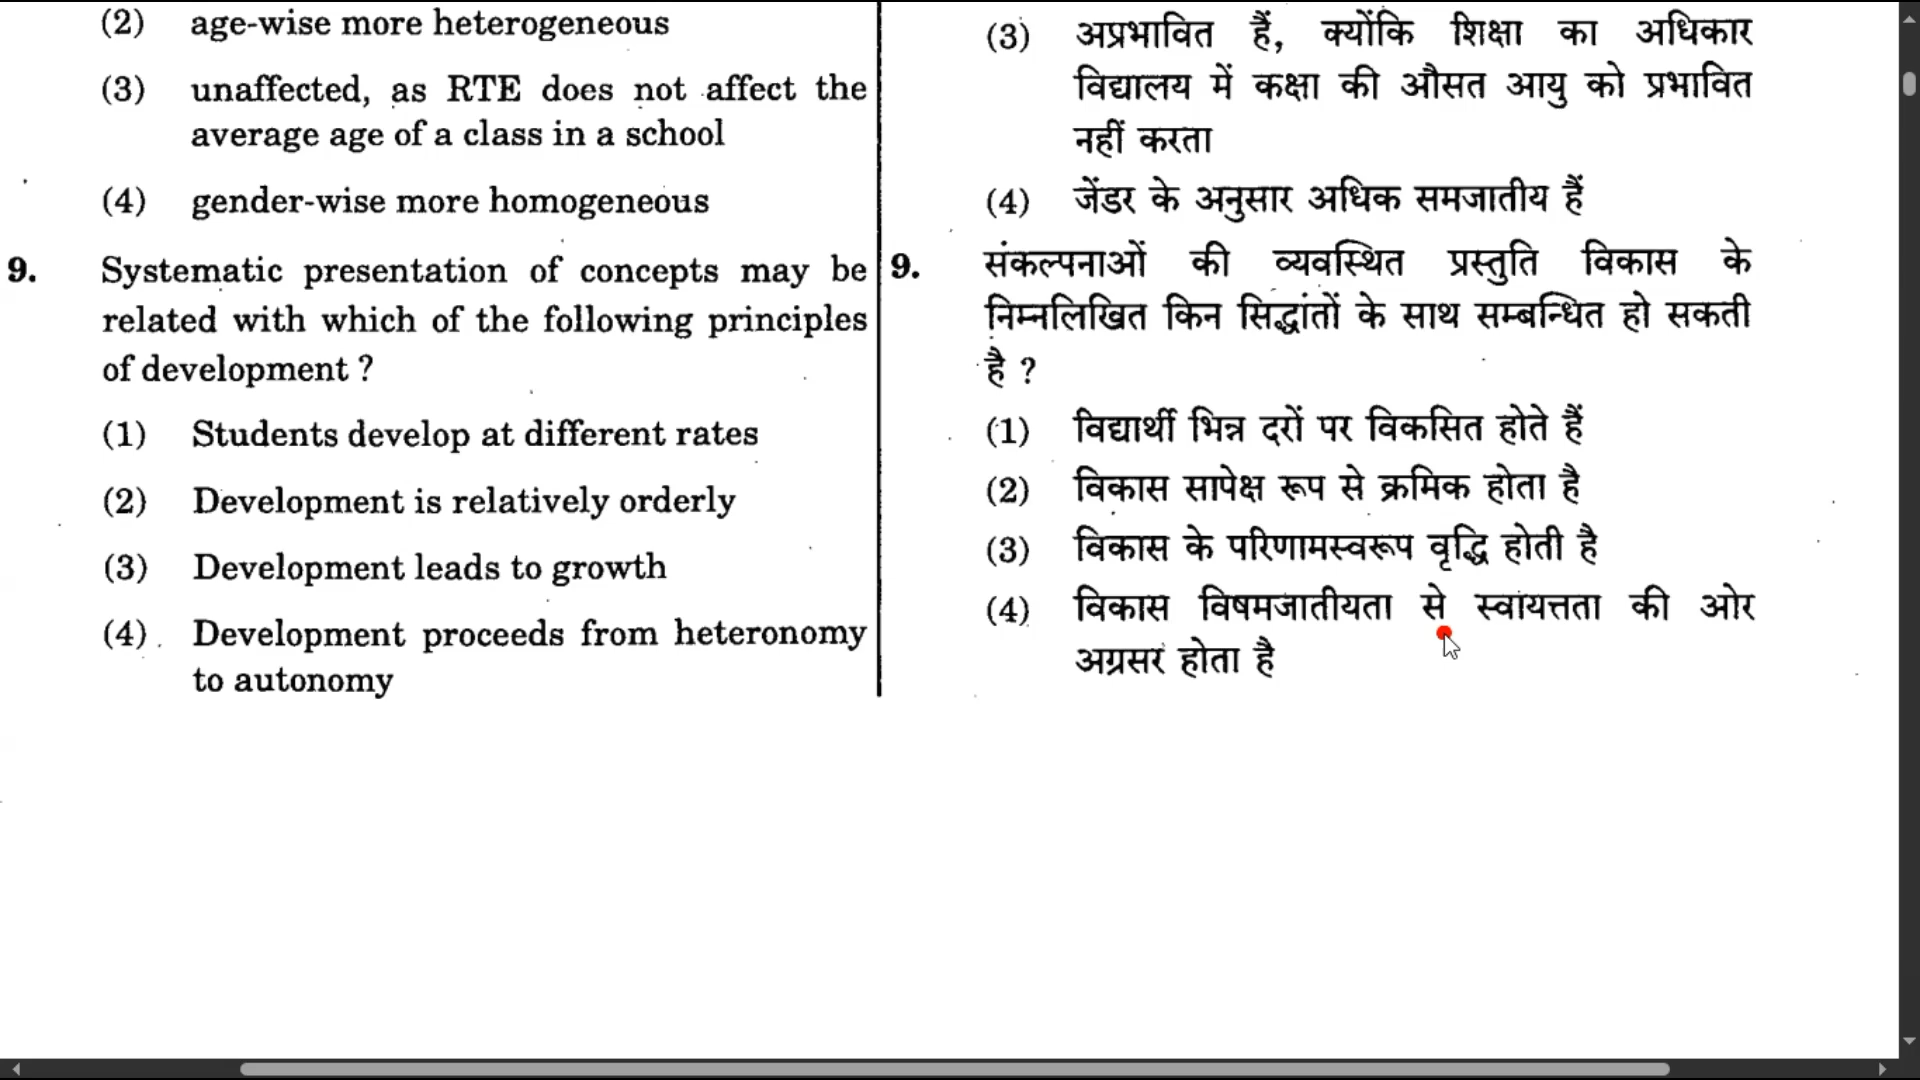 (2) age-wise more heterogeneous
(3) unaffected, as RTE does not affect the
average age of a class in a school
(4) gender-wise more homogeneous
9. Systematic presentation of concepts may be
related with which of the following principles
of development ?
(1) Students develop at different rates
(2) Development is relatively orderly
(3) Development leads to growth
(4) Development proceeds from heteronomy
to autonomy
(3) अप्रभावित हैं, क्योंकि शिक्षा का अधिकार
विद्यालय में कक्षा की औसत आयु को प्रभावित
नहीं करता
(4) जेंडर के अनुसार अधिक समजातीय हैं
9. संकल्पनाओं की व्यवस्थित प्रस्तुति विकास के
निम्नलिखित किन सिद्धांतों के साथ सम्बन्धित हो सकती
है ?
(1) विद्यार्थी भिन्न दरों पर विकसित होते हैं
(2) विकास सापेक्ष रूप से क्रमिक होता है
(3) विकास के परिणामस्वरूप वृद्धि होती है
(4) विकास विषमजातीयता से स्वायत्तता की ओर
अग्रसर होता है